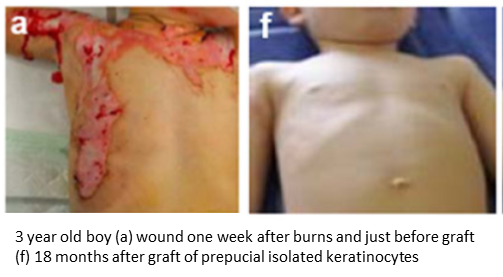 a
f
3 year old boy (a) wound one week after burns and just before graft
(f) 18 months after graft of prepucial isolated keratinocytes